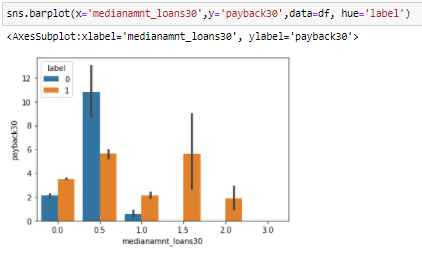 sns.barplot(x='medianamnt_loans30',y='payback30',data=df, hue='label')
<AxesSubplot:xlabel='medianamnt_loans30', ylabel='payback30'>
label
0
1
12
10
8
6
4
2
0
payback30
0.0 0.5 1.0 1.5 2.0 3.0
medianamnt_loans30